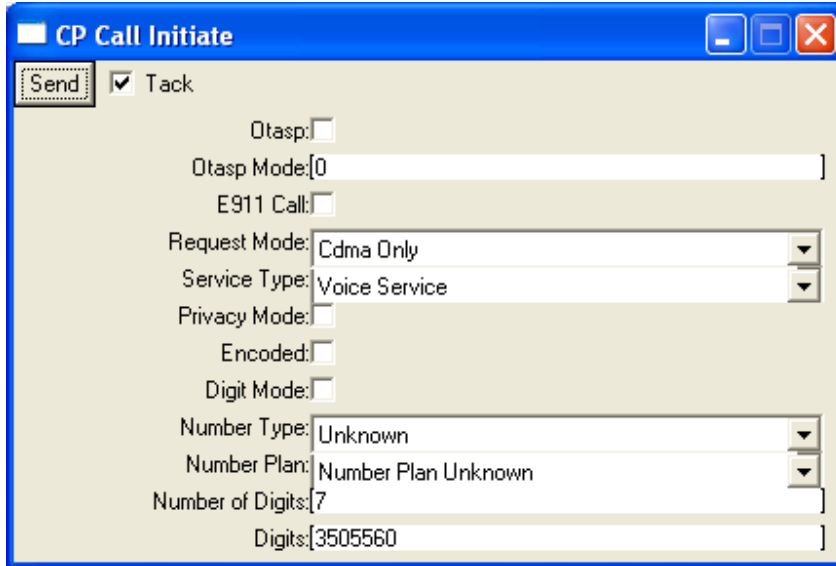 CP Call Initiate
Send Tack
Otasp:
Otasp Mode:[0 ]
E911 Call:
Request Mode: Cdma Only
Service Type: Voice Service
Privacy Mode:
Encoded:
Digit Mode:
Number Type: Unknown
Number Plan: Number Plan Unknown
Number of Digits:[7 ]
Digits:[3505560 ]